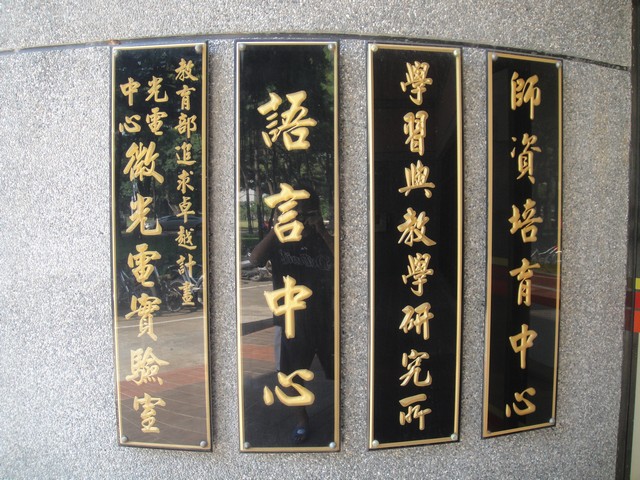 師資培育中心
學習與教學研究所
語言中心
教育部追求卓越計畫
光電中心
微光電實驗室